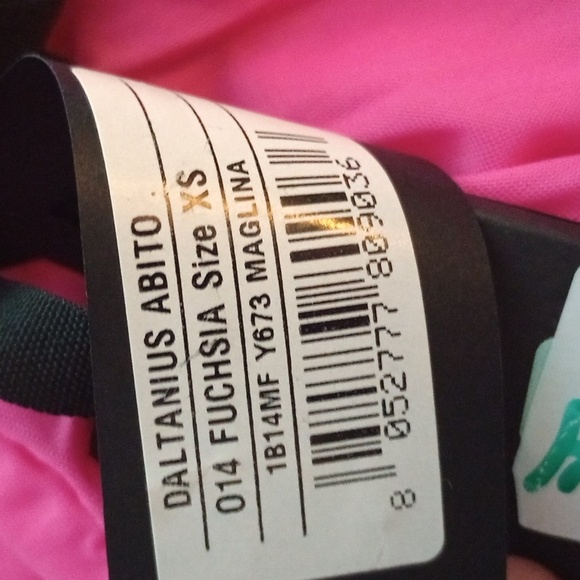 DALTANIUS ABITO
014 FUCHSIA Size XS
1B14MF Y673 MAGLINA
8 052777 809036